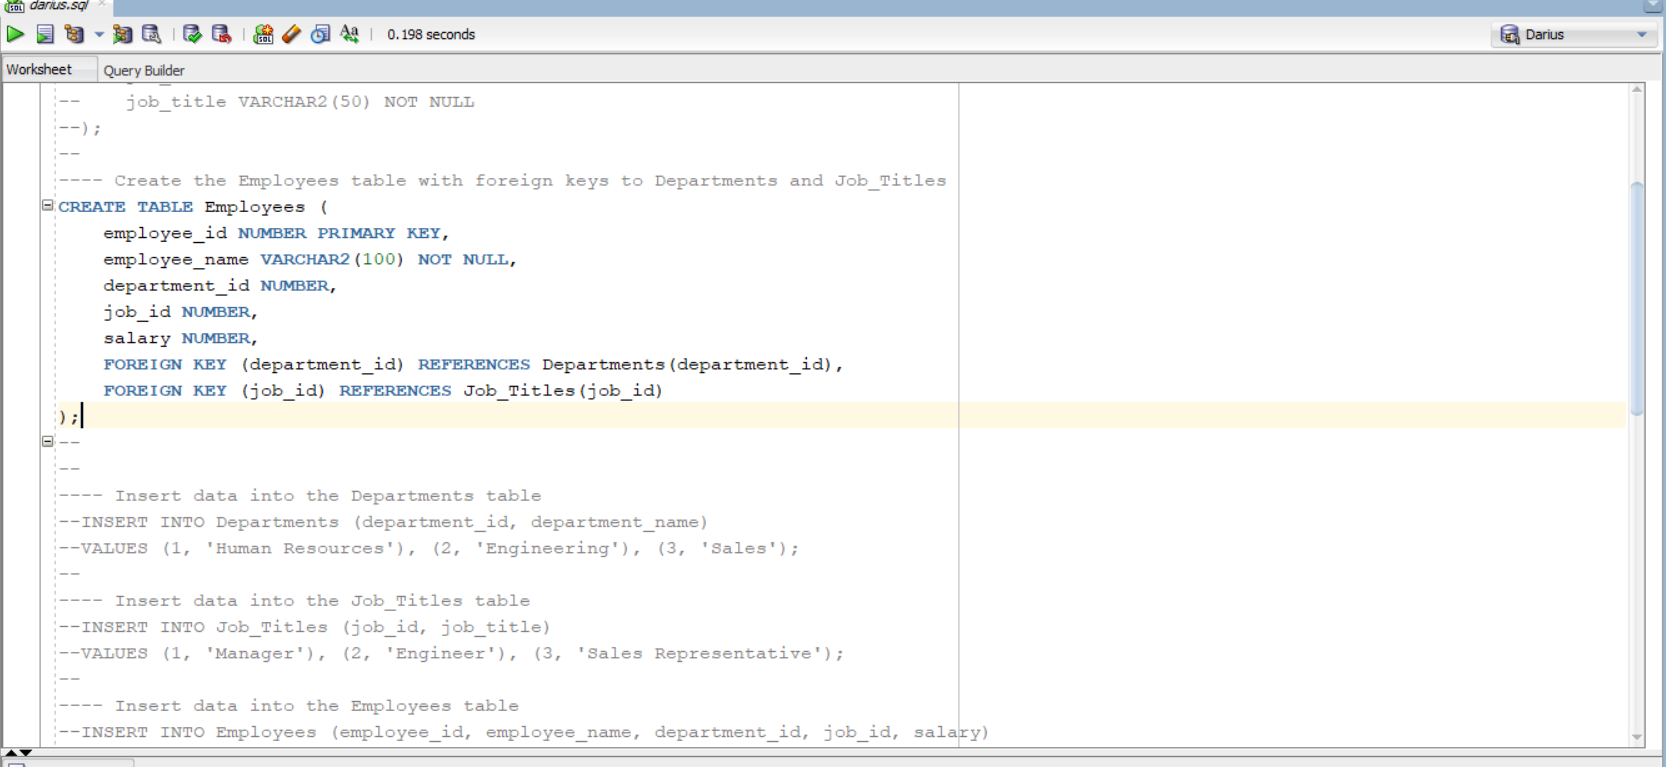 darius.sql
0.198 seconds
Darius
Worksheet
Query Builder
--    job_title VARCHAR2(50) NOT NULL
--);
--
---- Create the Employees table with foreign keys to Departments and Job_Titles
CREATE TABLE Employees (
    employee_id NUMBER PRIMARY KEY,
    employee_name VARCHAR2(100) NOT NULL,
    department_id NUMBER,
    job_id NUMBER,
    salary NUMBER,
    FOREIGN KEY (department_id) REFERENCES Departments(department_id),
    FOREIGN KEY (job_id) REFERENCES Job_Titles(job_id)
);
--
--
---- Insert data into the Departments table
--INSERT INTO Departments (department_id, department_name)
--VALUES (1, 'Human Resources'), (2, 'Engineering'), (3, 'Sales');
--
---- Insert data into the Job_Titles table
--INSERT INTO Job_Titles (job_id, job_title)
--VALUES (1, 'Manager'), (2, 'Engineer'), (3, 'Sales Representative');
--
---- Insert data into the Employees table
--INSERT INTO Employees (employee_id, employee_name, department_id, job_id, salary)